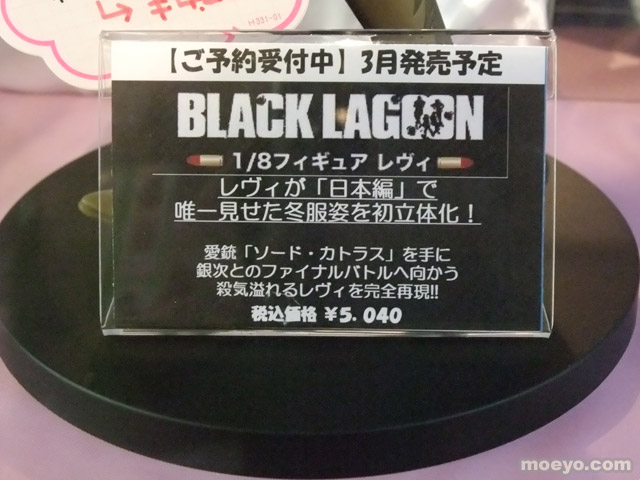 H-331-01
【ご予約受付中】3月発売予定
BLACK LAGOON
1/8フィギュア レヴィ
レヴィが「日本編」で
唯一見せた冬服姿を初立体化！
愛銃「ソード・カトラス」を手に
銀次とのファイナルバトルへ向かう
殺気溢れるレヴィを完全再現!!
税込価格 ¥5.040
moeyo.com